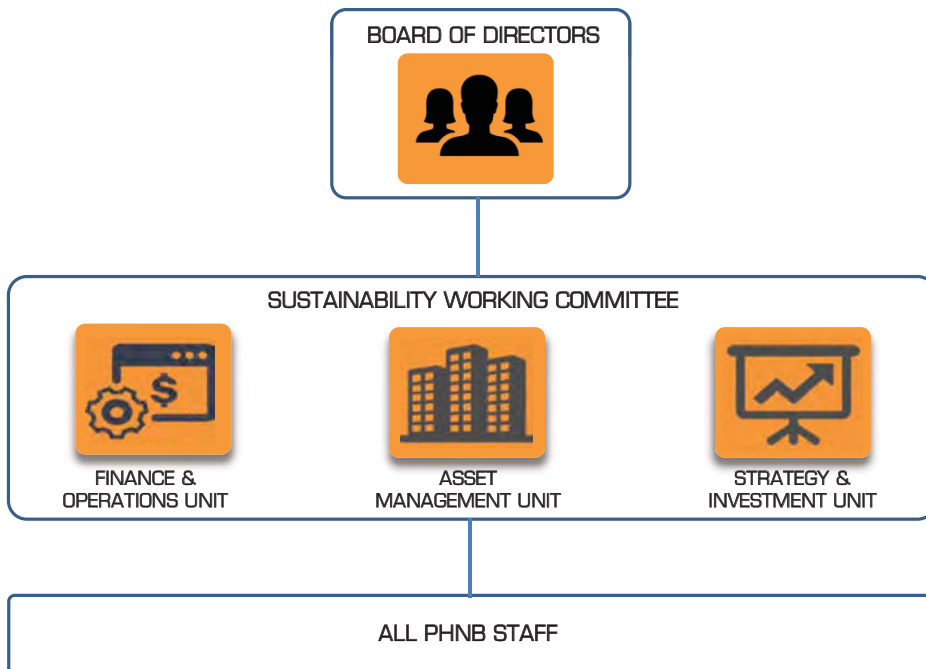 BOARD OF DIRECTORS
SUSTAINABILITY WORKING COMMITTEE
$
FINANCE &
OPERATIONS UNIT
ASSET
MANAGEMENT UNIT
STRATEGY &
INVESTMENT UNIT
ALL PHNB STAFF